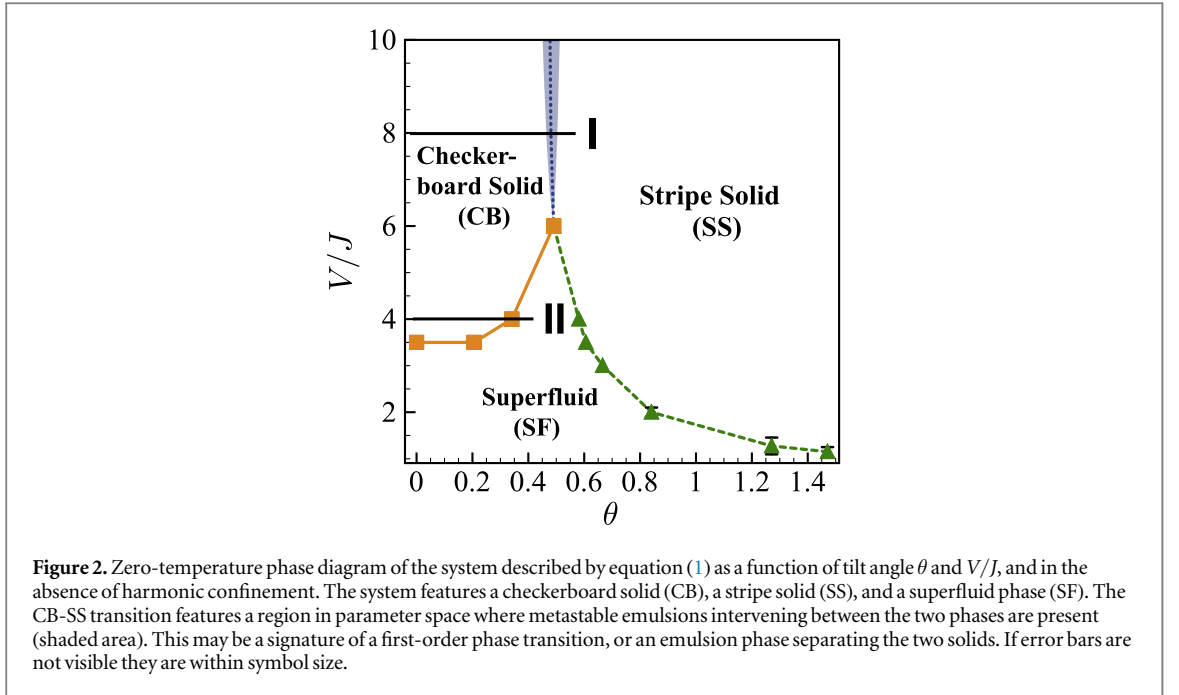 10
8
6
4
2
V/J
I
Checker-
board Solid
(CB)
Stripe Solid
(SS)
II
Superfluid
(SF)
0 0.2 0.4 0.6 0.8 1 1.2 1.4
θ
Figure 2. Zero-temperature phase diagram of the system described by equation (1) as a function of tilt angle θ and V/J, and in the
absence of harmonic confinement. The system features a checkerboard solid (CB), a stripe solid (SS), and a superfluid phase (SF). The
CB-SS transition features a region in parameter space where metastable emulsions intervening between the two phases are present
(shaded area). This may be a signature of a first-order phase transition, or an emulsion phase separating the two solids. If error bars are
not visible they are within symbol size.